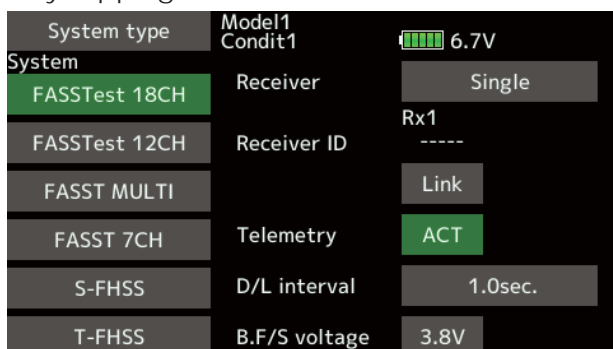 System type
Model1
Condit1
6.7V
System
FASSTest 18CH
Receiver
Single
Rx1
FASSTest 12CH
Receiver ID
-----
FASST MULTI
Link
FASST 7CH
Telemetry
ACT
S-FHSS
D/L interval
1.0sec.
T-FHSS
B.F/S voltage
3.8V